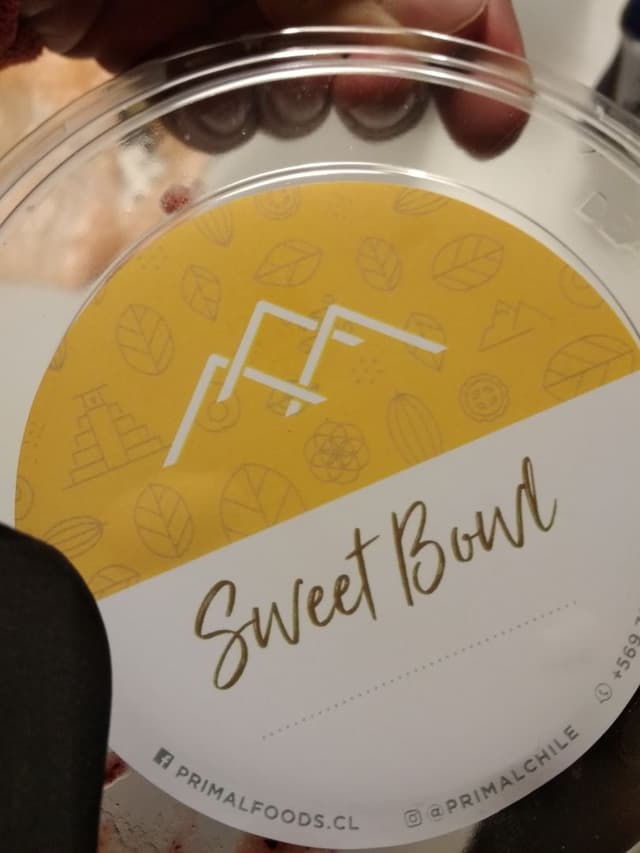 Sweet Bowl
PRIMALFOODS.CL
@PRIMALCHILE
+569